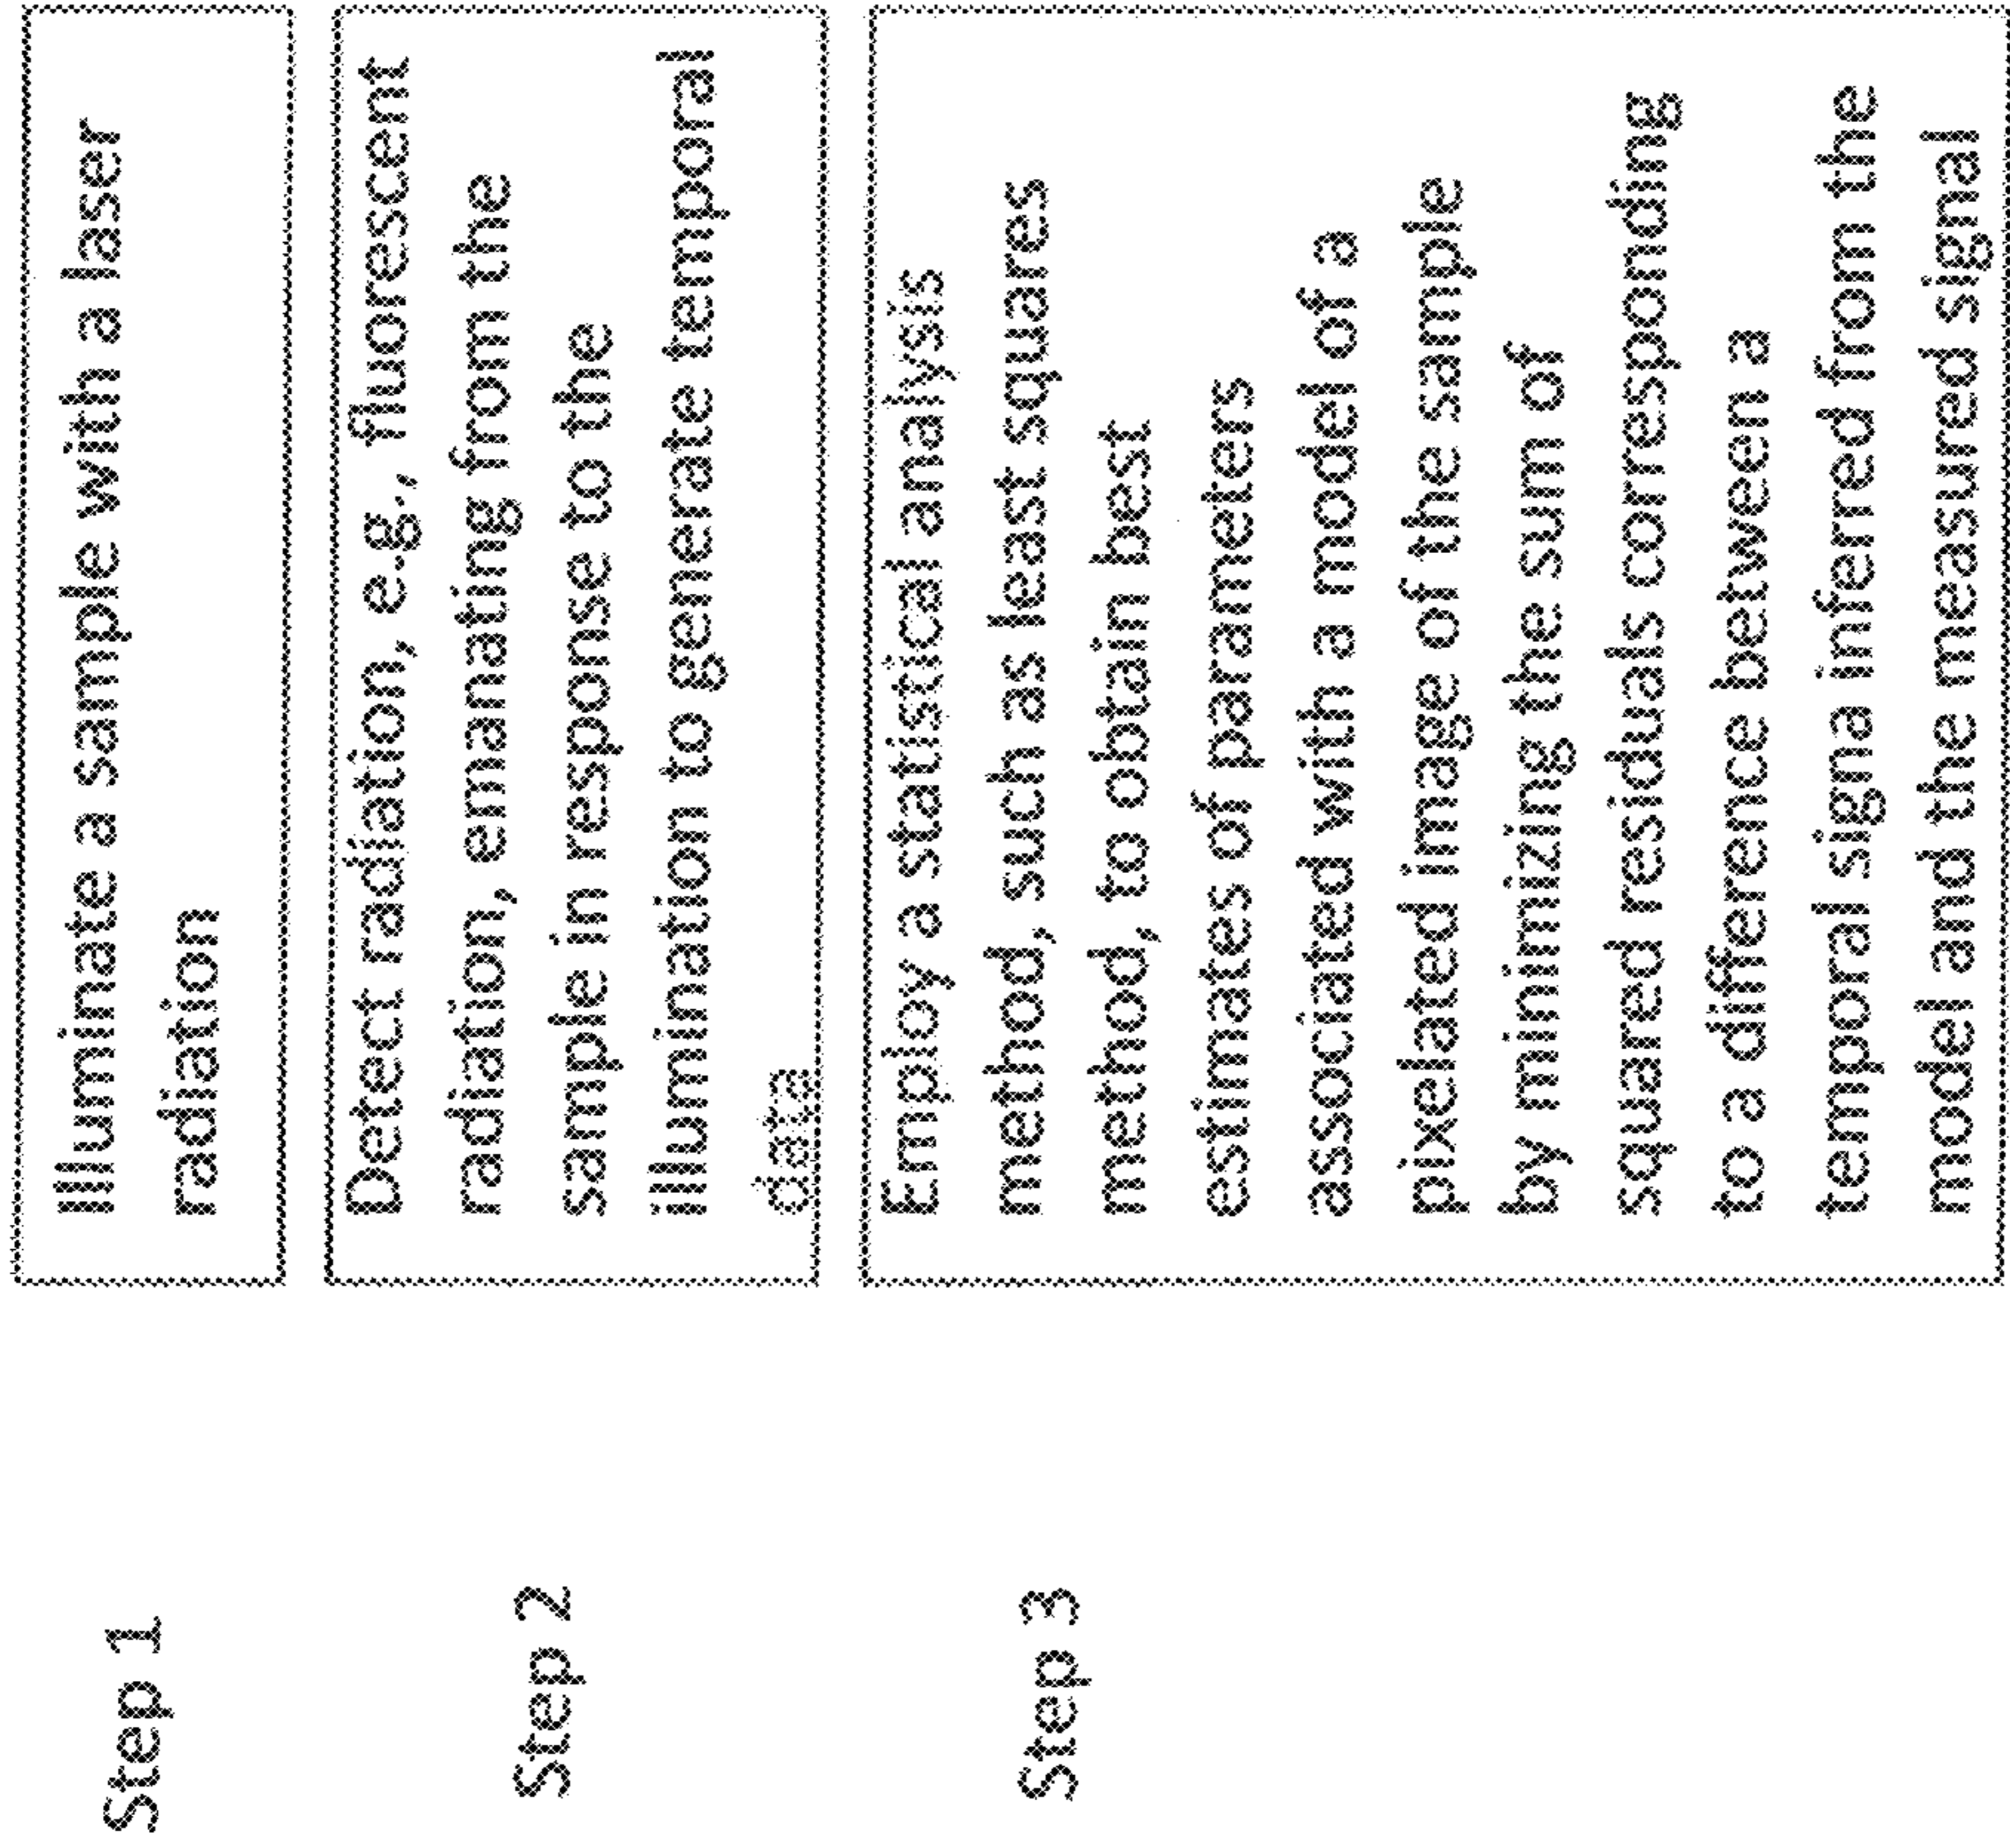 Step 1
Illuminate a sample with a laser
radiation
Step 2
Detect radiation, e.g., fluorescent
radiation, emanating from the
sample in response to the
illumination to generate temporal
data
Step 3
Employ a statistical analysis
method, such as least squares
method, to obtain best
estimates of parameters
associated with a model of a
pixelated image of the sample
by minimizing the sum of
squared residuals corresponding
to a difference between a
temporal signa inferred from the
model and the measured signal